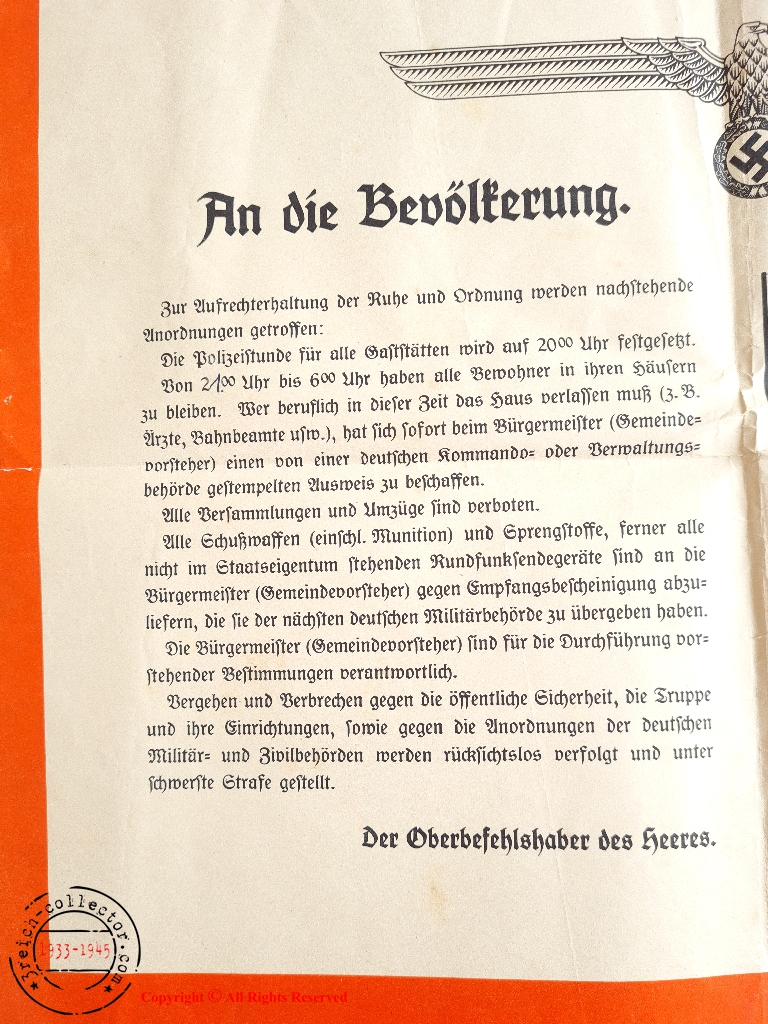 An die Bevölkerung.
Zur Aufrechterhaltung der Ruhe und Ordnung werden nachstehende
Anordnungen getroffen:
Die Polizeistunde für alle Gaststätten wird auf 20⁰⁰ Uhr festgesetzt.
Von 21⁰⁰ Uhr bis 6⁰⁰ Uhr haben alle Bewohner in ihren Häusern
zu bleiben. Wer beruflich in dieser Zeit das Haus verlassen muß (z. B.
Ärzte, Bahnbeamte usw.), hat sich sofort beim Bürgermeister (Gemeinde-
vorsteher) einen von einer deutschen Kommando- oder Verwaltungs-
behörde gestempelten Ausweis zu beschaffen.
Alle Versammlungen und Umzüge sind verboten.
Alle Schußwaffen (einschl. Munition) und Sprengstoffe, ferner alle
nicht im Staatseigentum stehenden Rundfunksendegeräte sind an die
Bürgermeister (Gemeindevorsteher) gegen Empfangsbescheinigung abzu-
liefern, die sie der nächsten deutschen Militärbehörde zu übergeben haben.
Die Bürgermeister (Gemeindevorsteher) sind für die Durchführung vor-
stehender Bestimmungen verantwortlich.
Vergehen und Verbrechen gegen die öffentliche Sicherheit, die Truppe
und ihre Einrichtungen, sowie gegen die Anordnungen der deutschen
Militär- und Zivilbehörden werden rücksichtslos verfolgt und unter
schwerste Strafe gestellt.
Der Oberbefehlshaber des Heeres.
3reich-collector.com
1933-1945
Copyright © All Rights Reserved